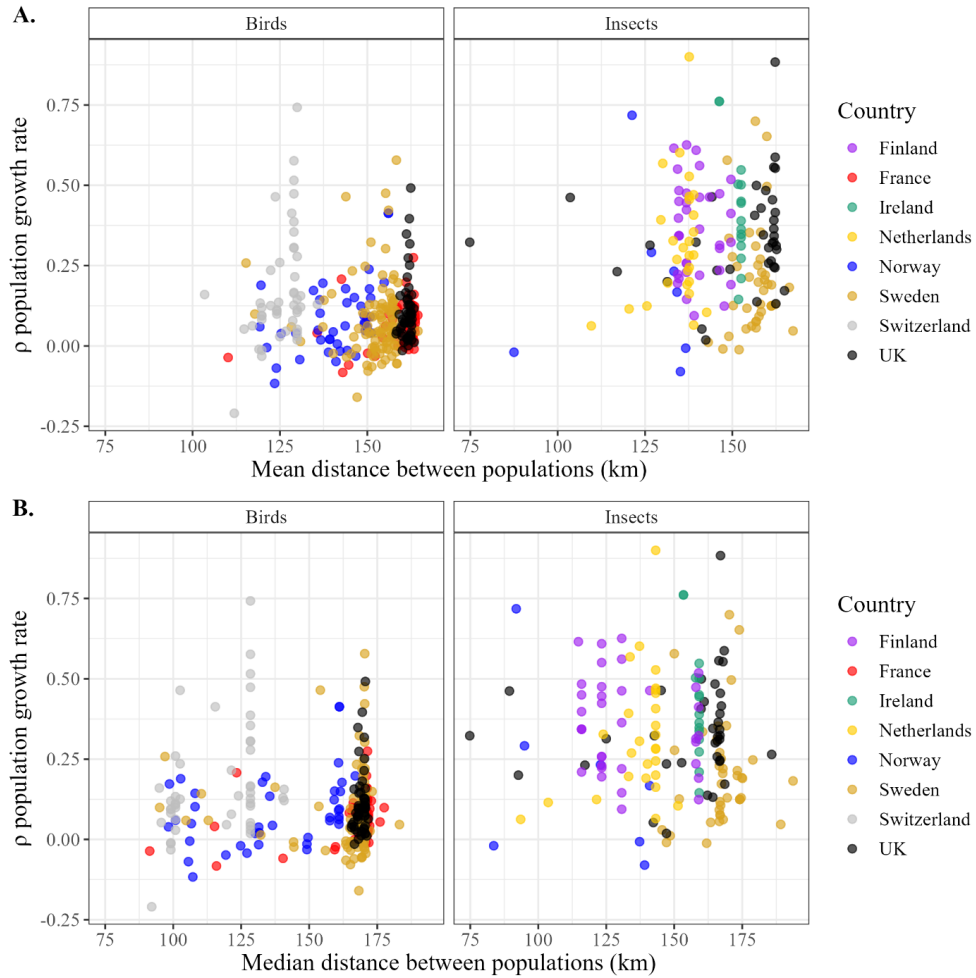 A.
Birds
Insects
ρ population growth rate
0.75
0.50
0.25
0.00
-0.25
75
100
125
150
75
100
125
150
Mean distance between populations (km)
Country
Finland
France
Ireland
Netherlands
Norway
Sweden
Switzerland
UK
B.
Birds
Insects
ρ population growth rate
0.75
0.50
0.25
0.00
-0.25
75
100
125
150
175
75
100
125
150
175
Median distance between populations (km)
Country
Finland
France
Ireland
Netherlands
Norway
Sweden
Switzerland
UK